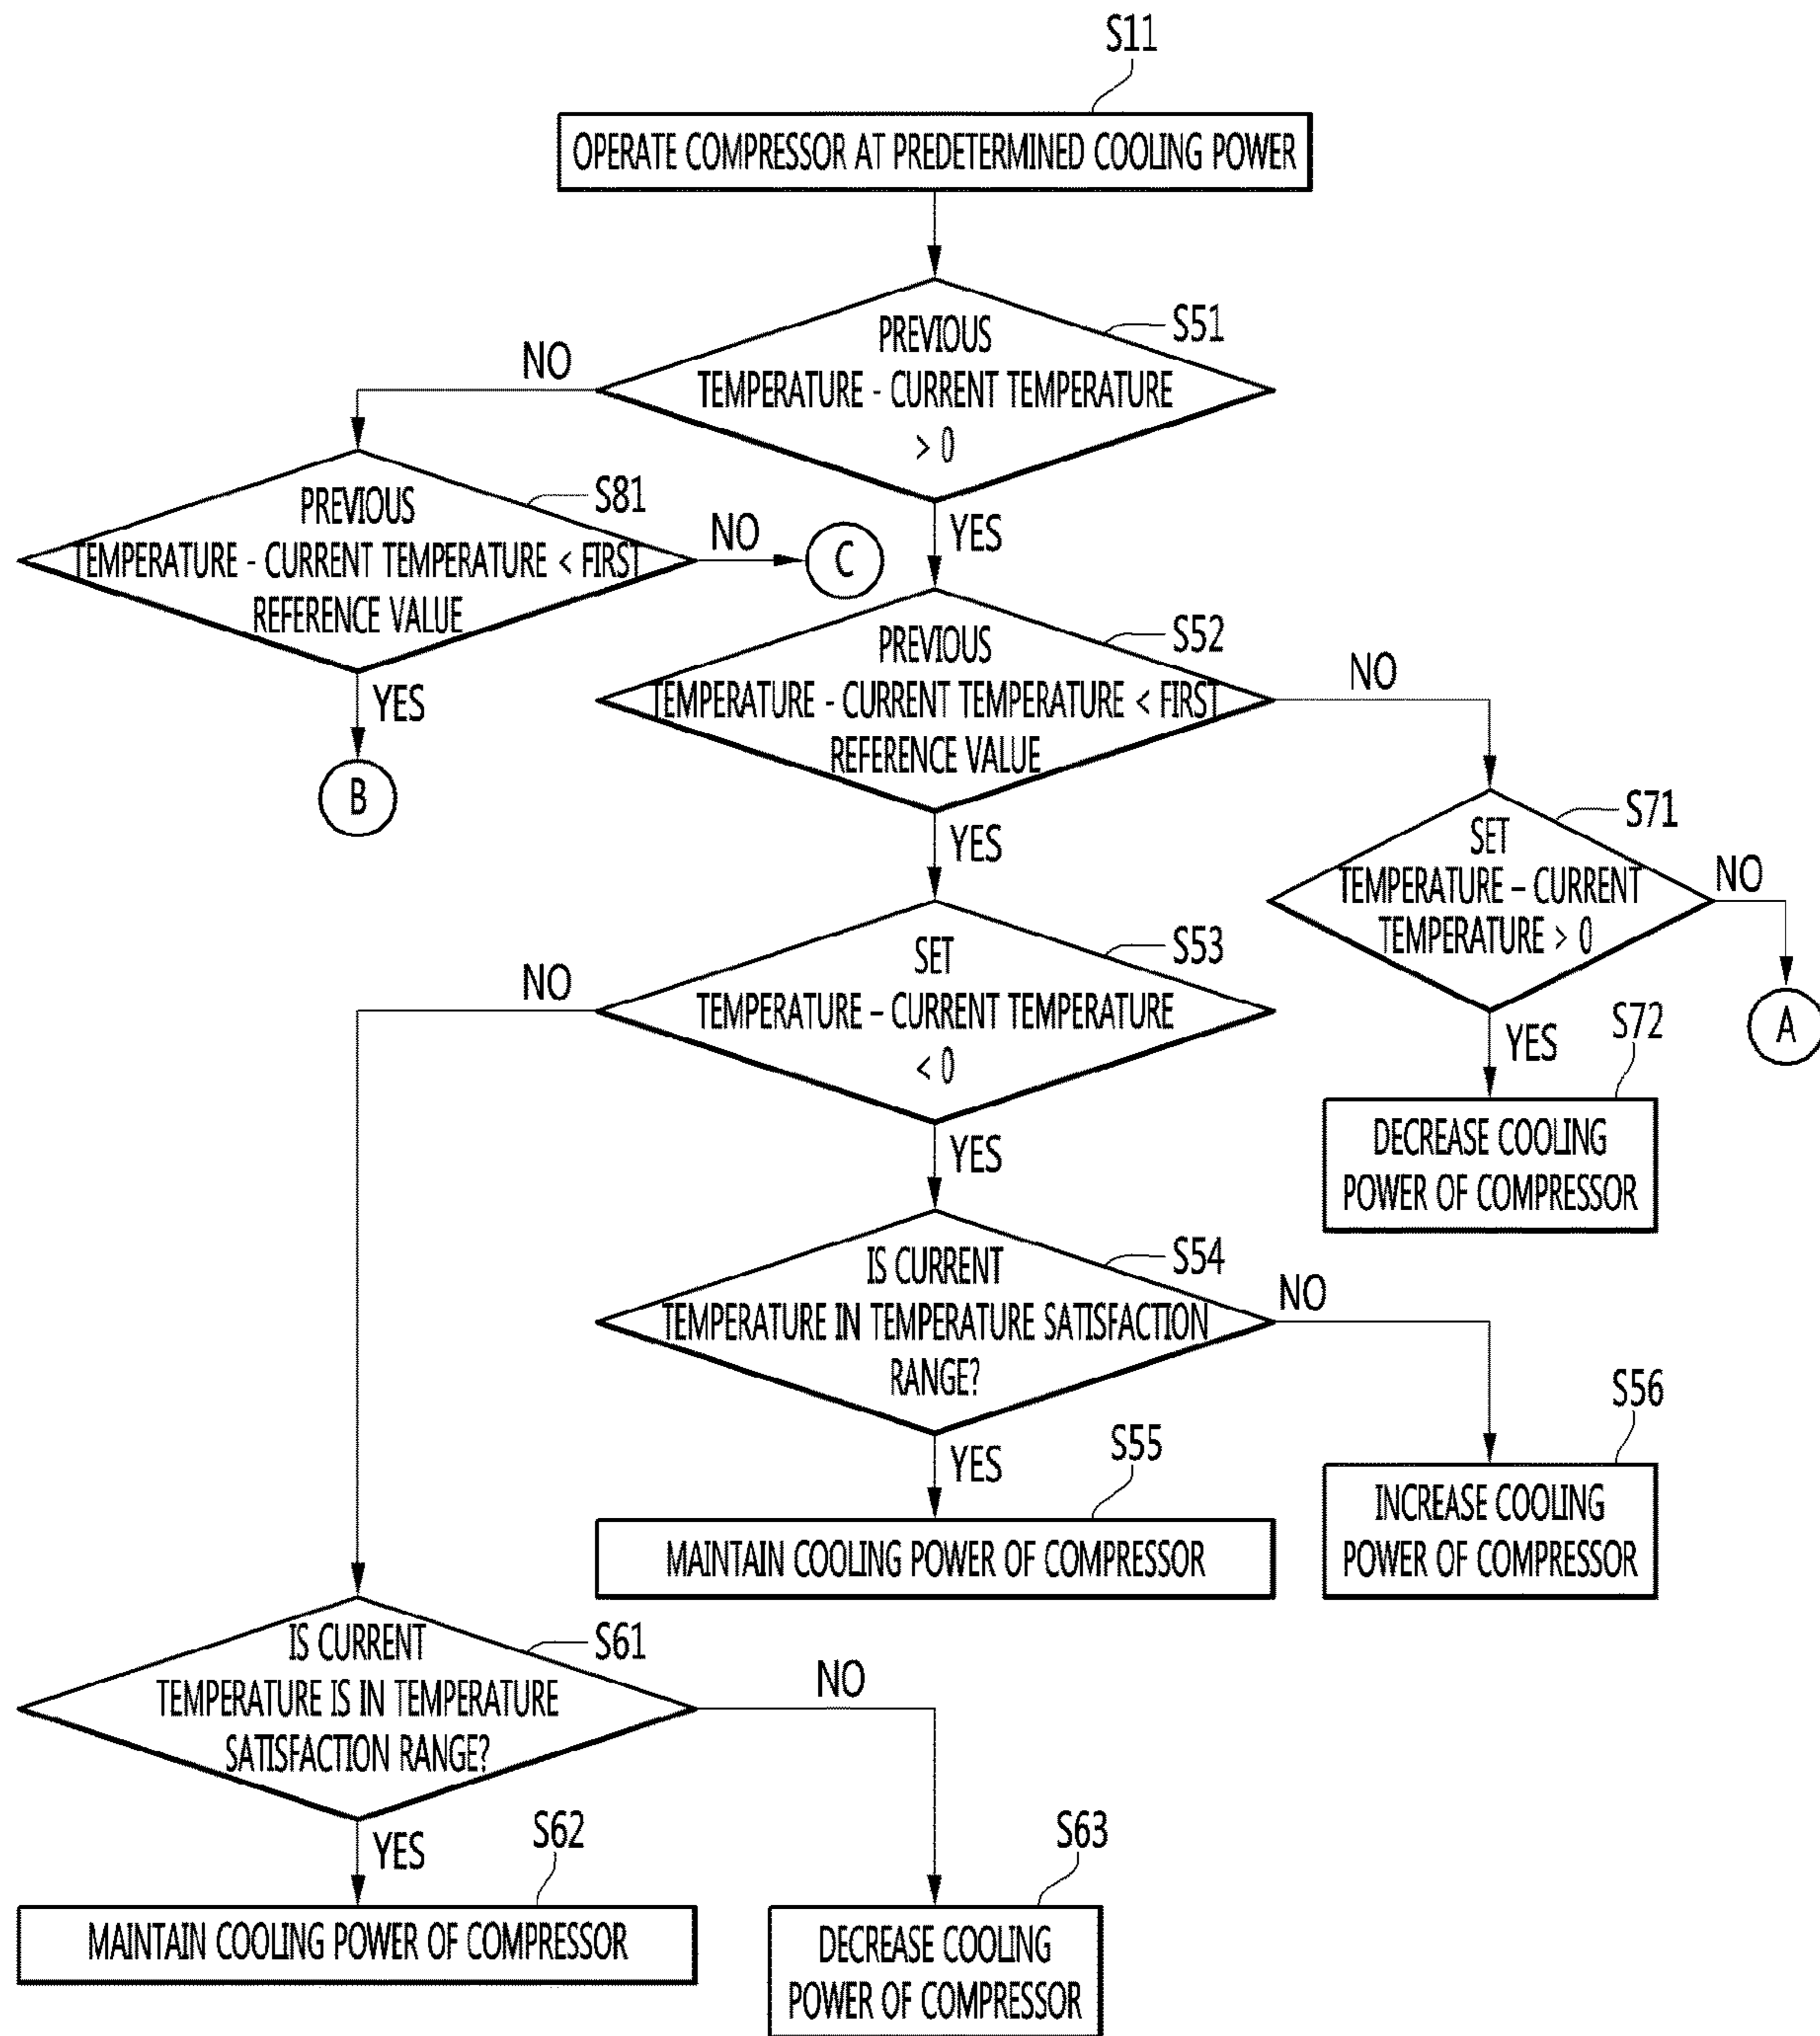 S11
OPERATE COMPRESSOR AT PREDETERMINED COOLING POWER
S51
PREVIOUS
TEMPERATURE - CURRENT TEMPERATURE
> 0
NO
YES
S81
PREVIOUS
TEMPERATURE - CURRENT TEMPERATURE < FIRST
REFERENCE VALUE
NO
C
YES
B
S52
PREVIOUS
TEMPERATURE - CURRENT TEMPERATURE < FIRST
REFERENCE VALUE
NO
YES
S71
SET
TEMPERATURE – CURRENT
TEMPERATURE > 0
NO
A
YES
S72
DECREASE COOLING
POWER OF COMPRESSOR
S53
SET
TEMPERATURE – CURRENT TEMPERATURE
< 0
NO
YES
S54
IS CURRENT
TEMPERATURE IN TEMPERATURE SATISFACTION
RANGE?
NO
YES
S55
MAINTAIN COOLING POWER OF COMPRESSOR
S56
INCREASE COOLING
POWER OF COMPRESSOR
S61
IS CURRENT
TEMPERATURE IS IN TEMPERATURE
SATISFACTION RANGE?
NO
YES
S62
MAINTAIN COOLING POWER OF COMPRESSOR
S63
DECREASE COOLING
POWER OF COMPRESSOR